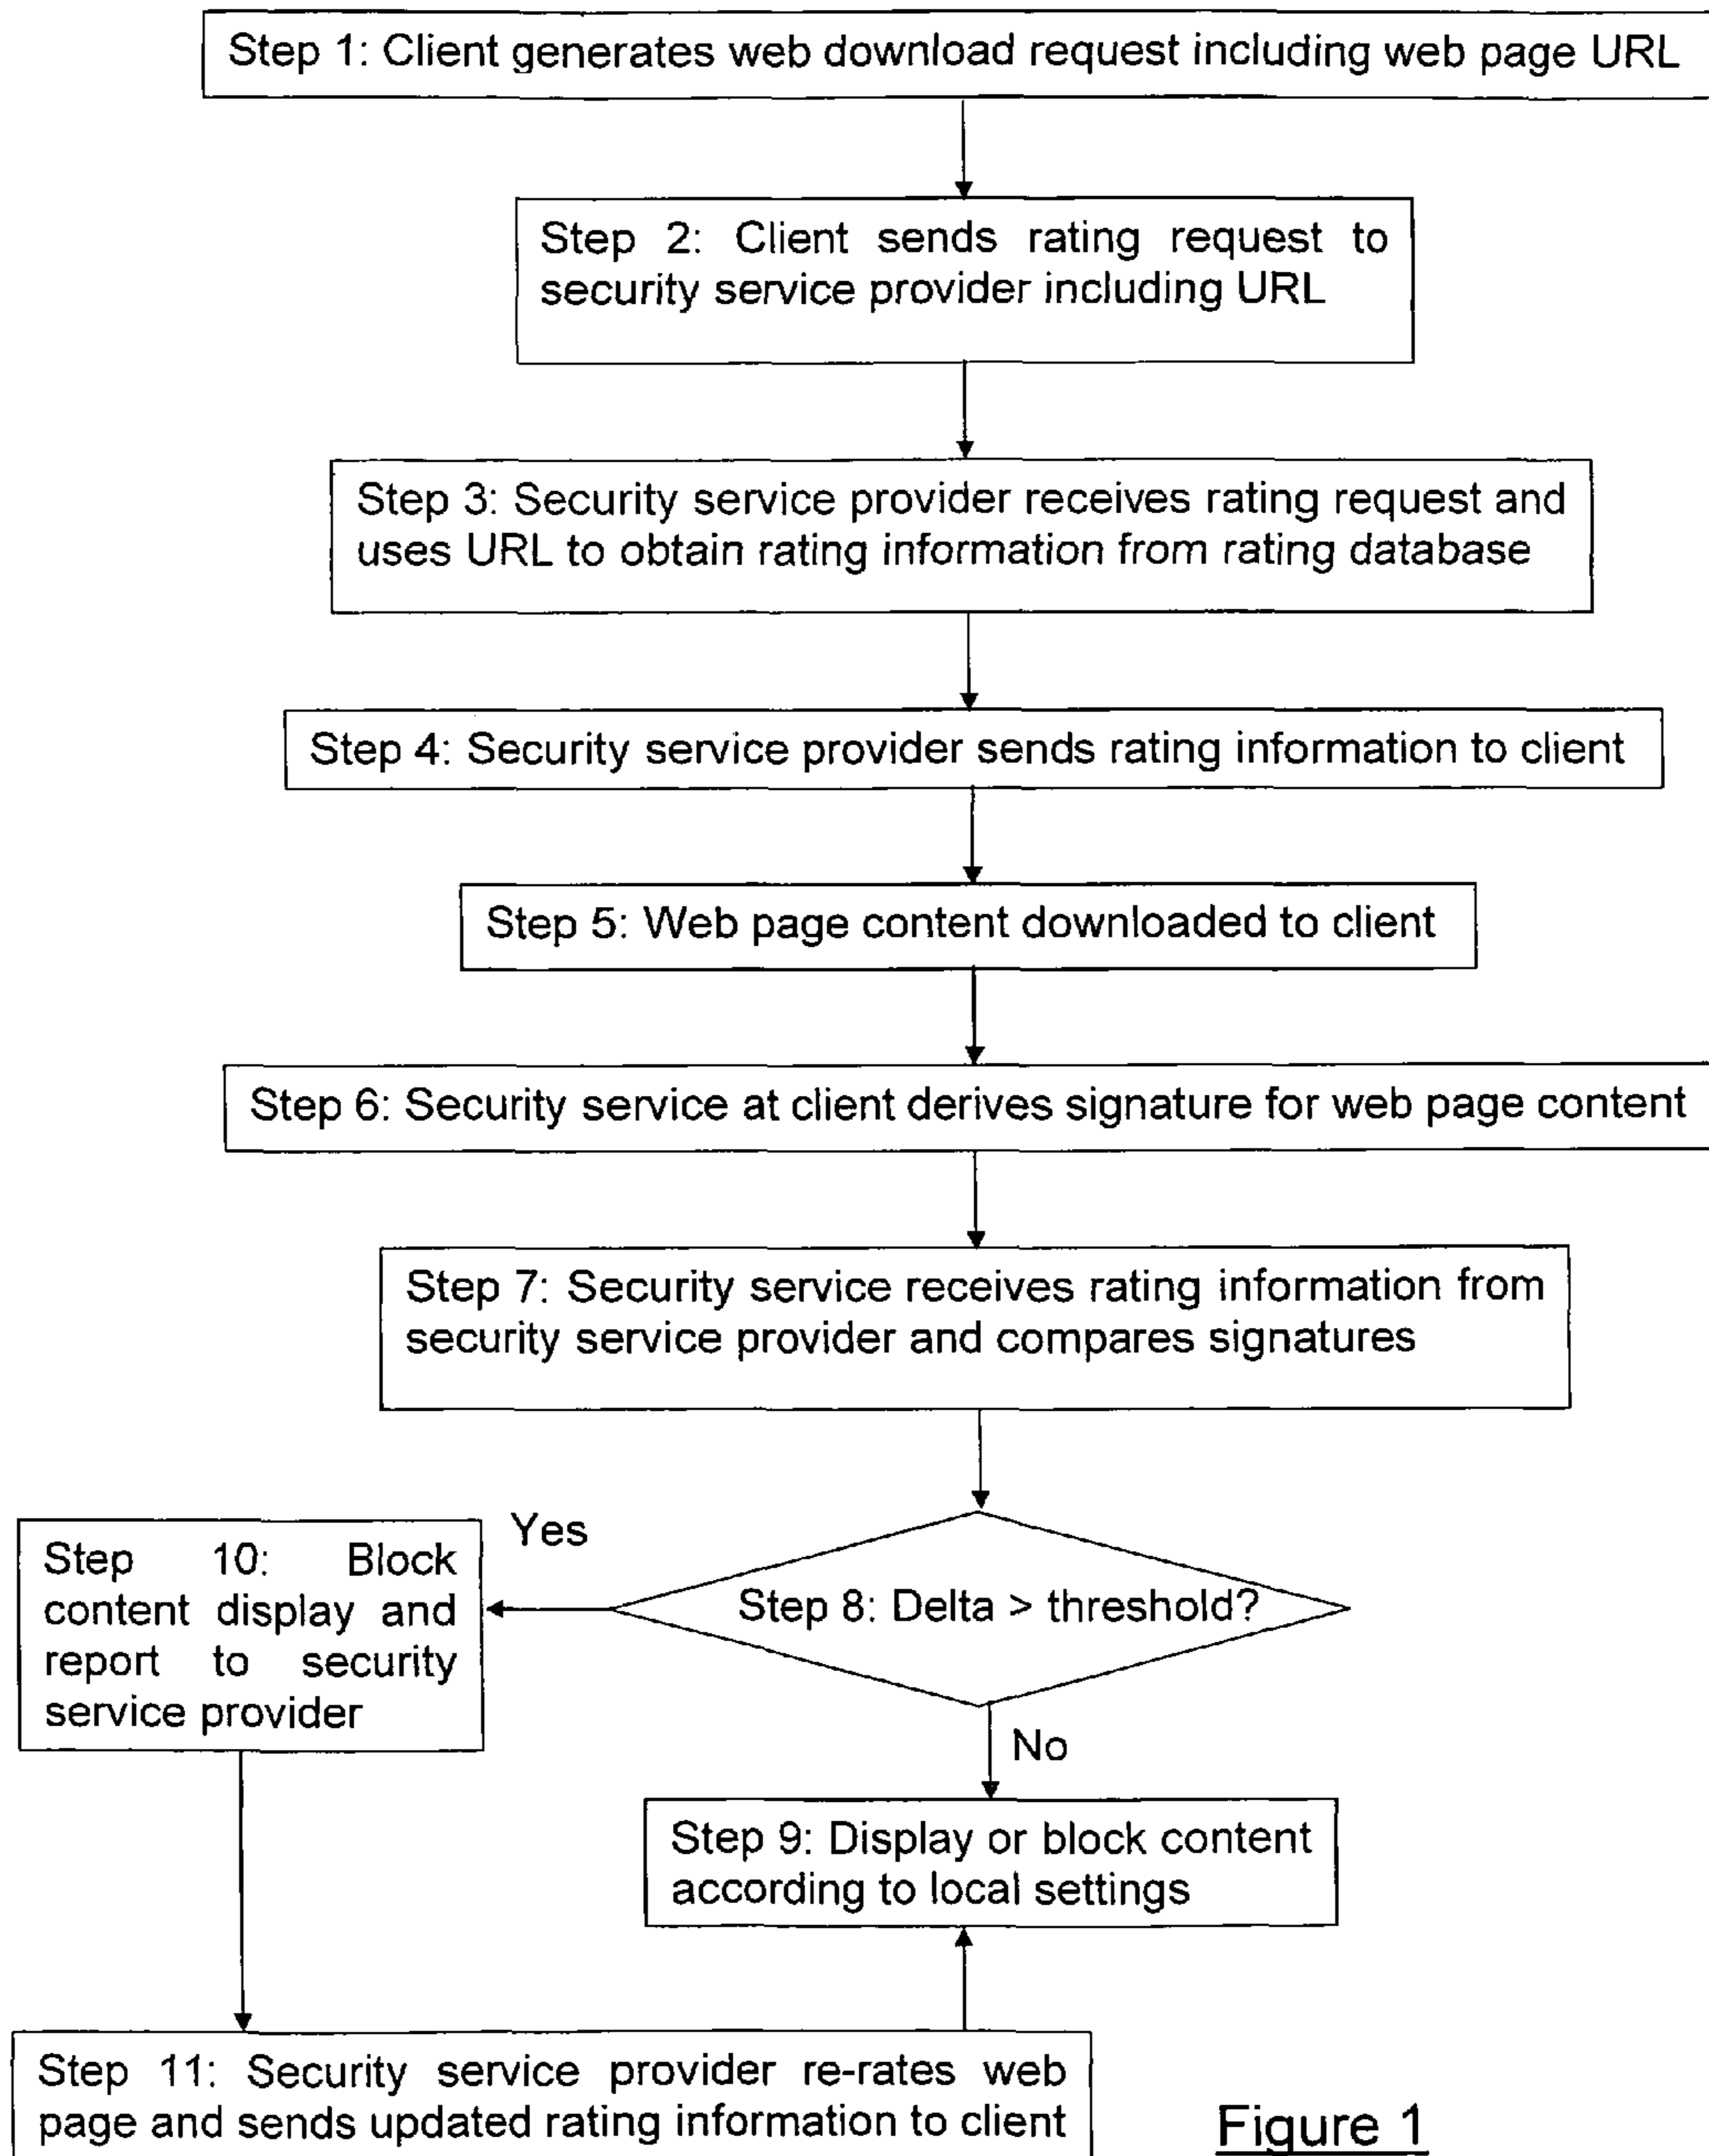 Step 1: Client generates web download request including web page URL
Step 2: Client sends rating request to
security service provider including URL
Step 3: Security service provider receives rating request and
uses URL to obtain rating information from rating database
Step 4: Security service provider sends rating information to client
Step 5: Web page content downloaded to client
Step 6: Security service at client derives signature for web page content
Step 7: Security service receives rating information from
security service provider and compares signatures
Yes
Step 8: Delta > threshold?
Step 10: Block
content display and
report to security
service provider
No
Step 9: Display or block content
according to local settings
Step 11: Security service provider re-rates web
page and sends updated rating information to client
Figure 1